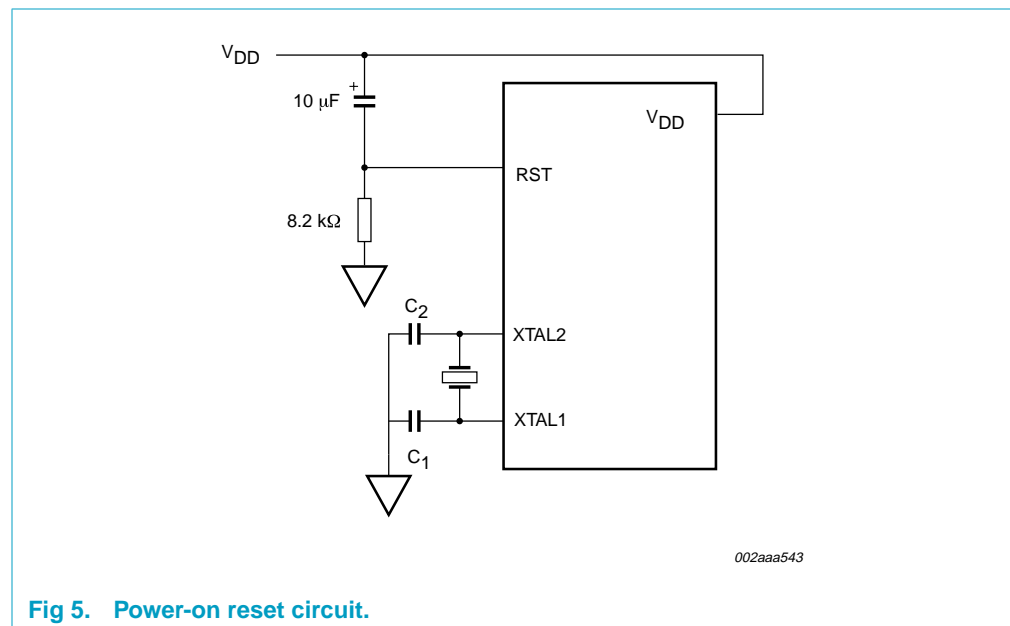 VDD
+
10 μF
VDD
RST
8.2 kΩ
C2
XTAL2
XTAL1
C1
002aaa543
Fig 5. Power-on reset circuit.